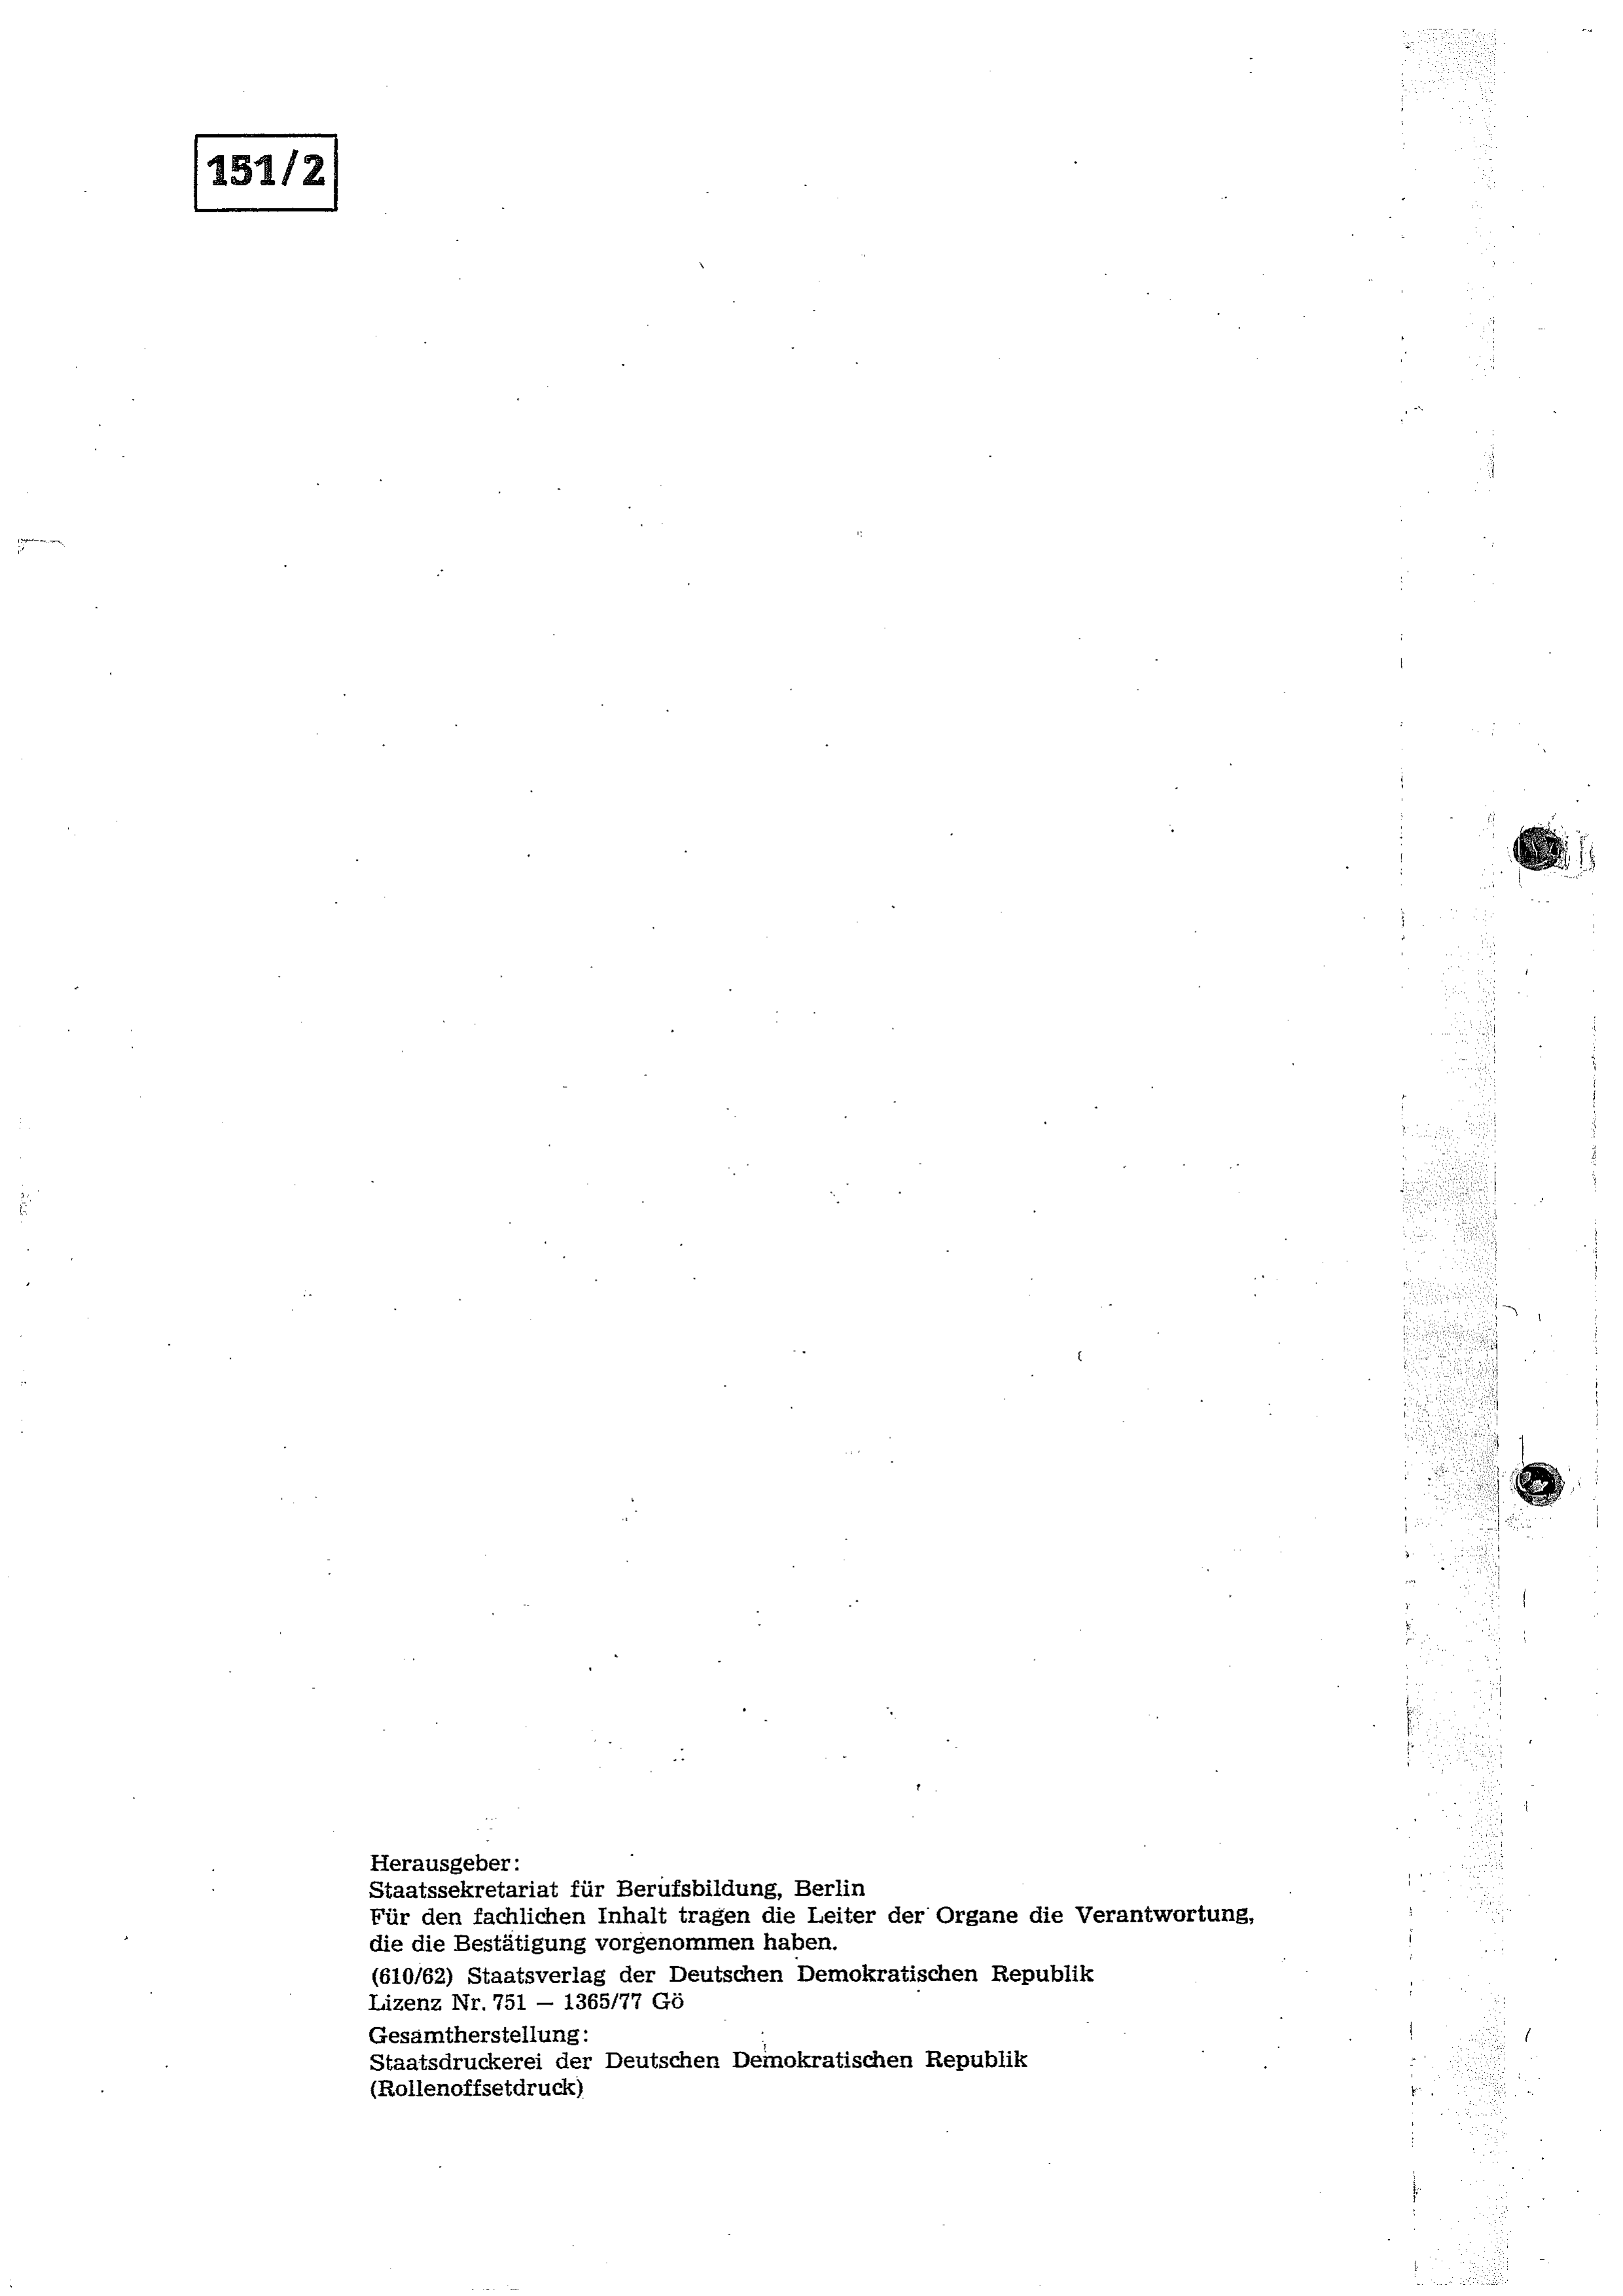 151/2
Herausgeber:
Staatssekretariat für Berufsbildung, Berlin
Für den fachlichen Inhalt tragen die Leiter der Organe die Verantwortung,
die die Bestätigung vorgenommen haben.
(610/62) Staatsverlag der Deutschen Demokratischen Republik
Lizenz Nr. 751 – 1365/77 Gö
Gesamtherstellung:
Staatsdruckerei der Deutschen Demokratischen Republik
(Rollenoffsetdruck)